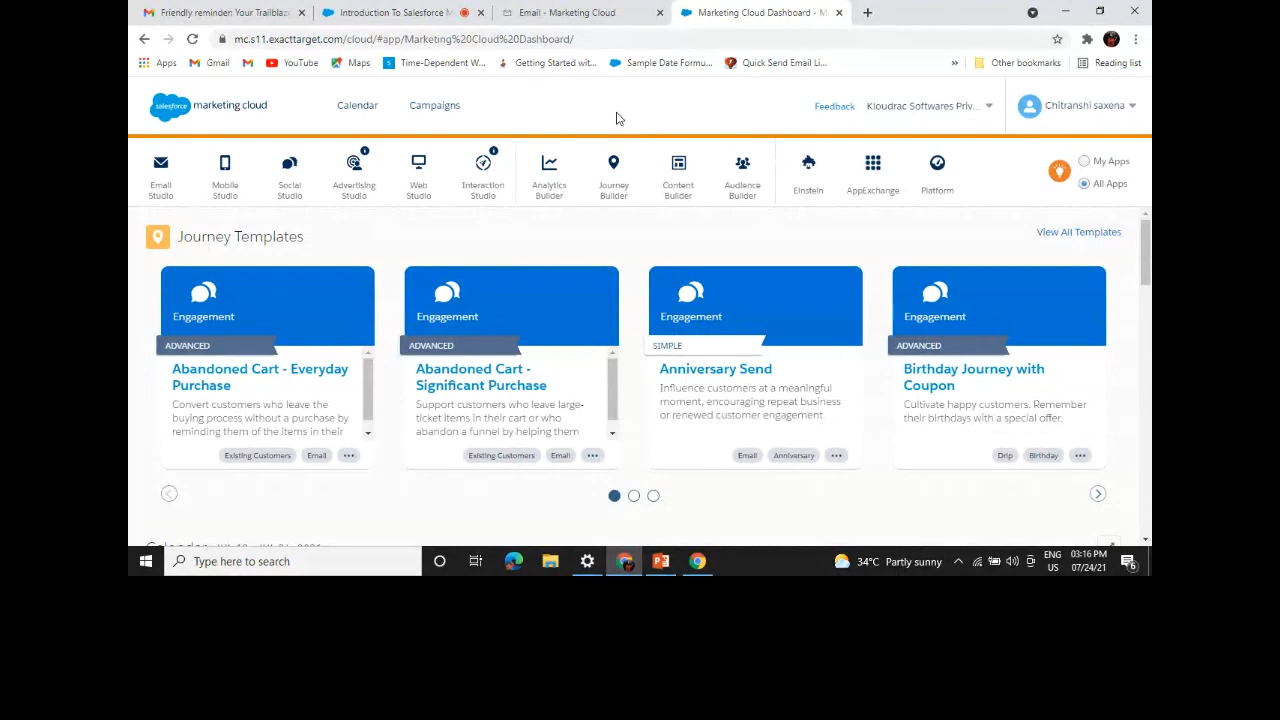 Friendly reminder: Your Trailblaz
Introduction To Salesforce M
Email - Marketing Cloud
Marketing Cloud Dashboard - M
mc.s11.exacttarget.com/cloud/#app/Marketing%20Cloud%20Dashboard/
Apps
Gmail
YouTube
Maps
Time-Dependent W...
Getting Started wit...
Sample Date Formu...
Quick Send Email Li...
»
Other bookmarks
Reading list
salesforce marketing cloud
Calendar
Campaigns
Feedback
Kloudrac Softwares Priv...
Chitranshi saxena
Email Studio
Mobile Studio
Social Studio
Advertising Studio
Web Studio
Interaction Studio
Analytics Builder
Journey Builder
Content Builder
Audience Builder
Einstein
AppExchange
Platform
My Apps
All Apps
Journey Templates
View All Templates
Engagement
ADVANCED
Abandoned Cart - Everyday
Purchase
Convert customers who leave the
buying process without a purchase by
reminding them of the items in their
Existing Customers
Email
•••
Engagement
ADVANCED
Abandoned Cart -
Significant Purchase
Support customers who leave large-
ticket items in their cart or who
abandon a funnel by helping them
Existing Customers
Email
•••
Engagement
SIMPLE
Anniversary Send
Influence customers at a meaningful
moment, encouraging repeat business
or renewed customer engagement.
Email
Anniversary
•••
Engagement
ADVANCED
Birthday Journey with
Coupon
Cultivate happy customers. Remember
their birthdays with a special offer.
Drip
Birthday
•••
Type here to search
34°C Partly sunny
ENG
US
03:16 PM
07/24/21
6